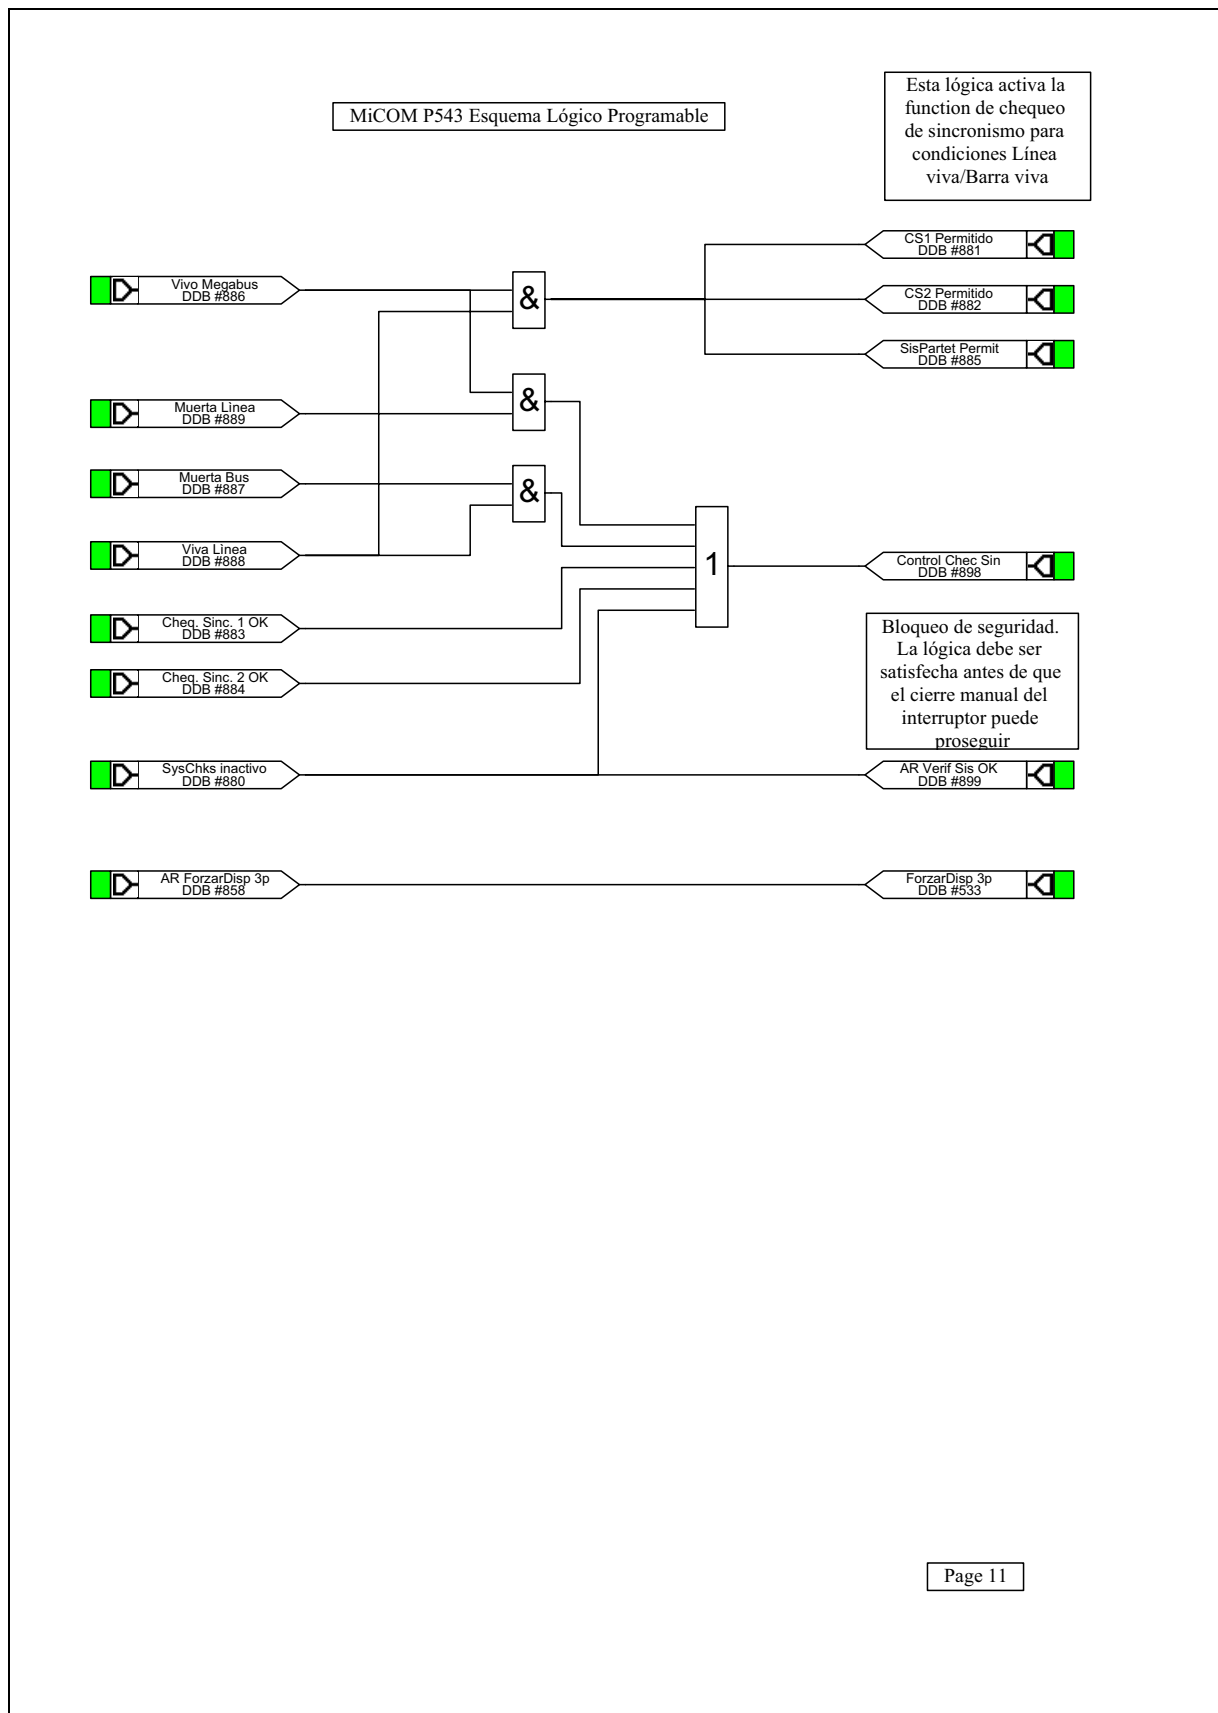 MiCOM P543 Esquema Lógico Programable
Esta lógica activa la
function de chequeo
de sincronismo para
condiciones Línea
viva/Barra viva
CS1 Permitido
DDB #881
Vivo Megabus
DDB #886
&
CS2 Permitido
DDB #882
SisPartet Permit
DDB #885
Muerta Lìnea
DDB #889
&
Muerta Bus
DDB #887
&
Viva Lìnea
DDB #888
1
Control Chec Sin
DDB #898
Cheq. Sinc. 1 OK
DDB #883
Cheq. Sinc. 2 OK
DDB #884
Bloqueo de seguridad.
La lógica debe ser
satisfecha antes de que
el cierre manual del
interruptor puede
proseguir
SysChks inactivo
DDB #880
AR Verif Sis OK
DDB #899
AR ForzarDisp 3p
DDB #858
ForzarDisp 3p
DDB #533
Page 11